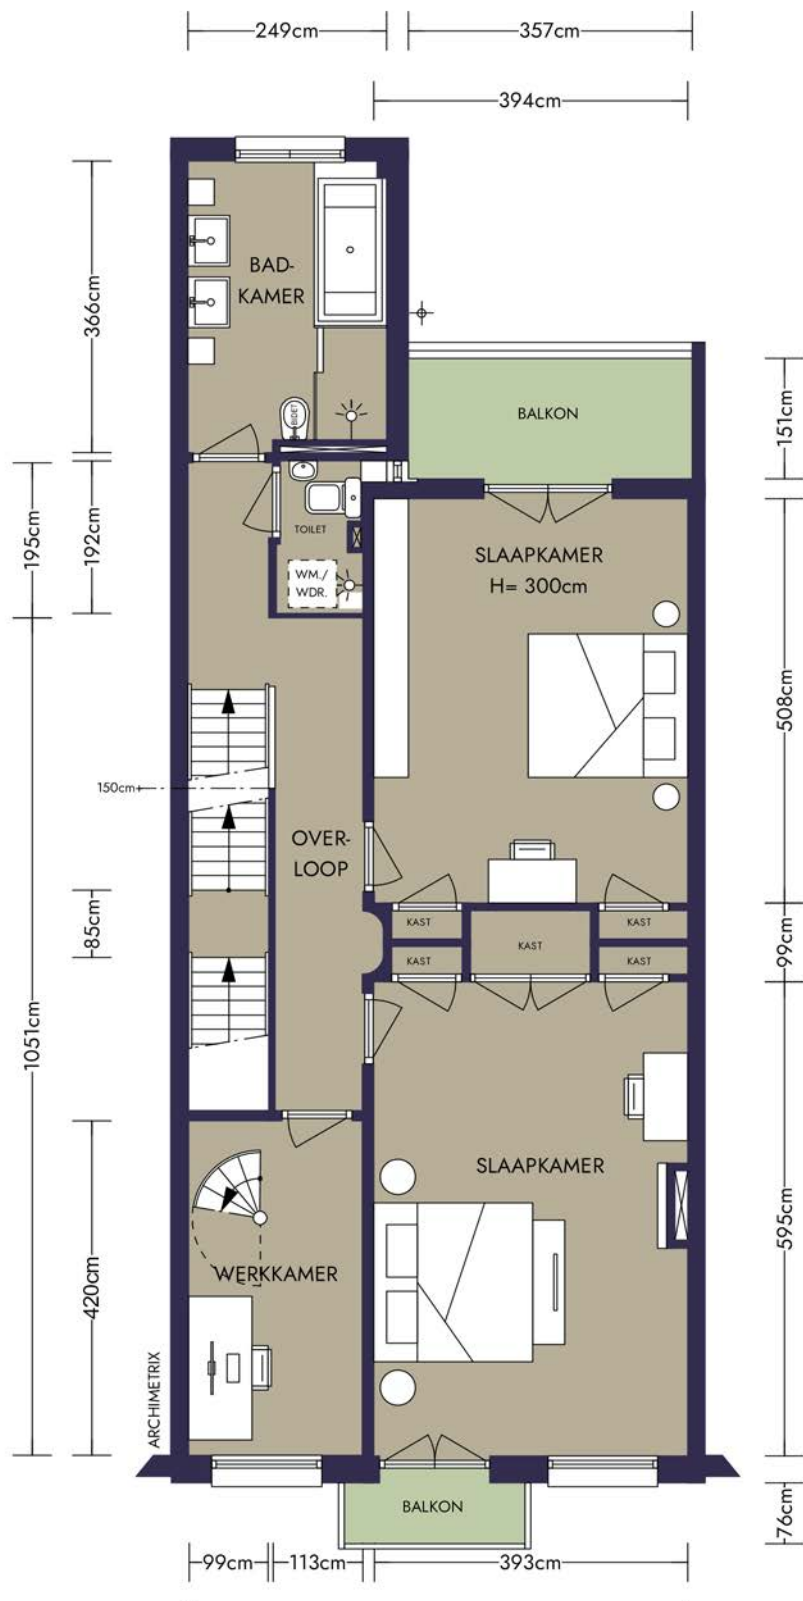 249cm
357cm
394cm
366cm
BAD-
KAMER
BIDET
BALKON
151cm
195cm
192cm
TOILET
WM./
WDR.
SLAAPKAMER
H= 300cm
508cm
150cm+
OVER-
LOOP
85cm
KAST
KAST
KAST
KAST
KAST
99cm
1051cm
SLAAPKAMER
595cm
420cm
WERKKAMER
ARCHIMETRIX
BALKON
76cm
99cm
113cm
393cm